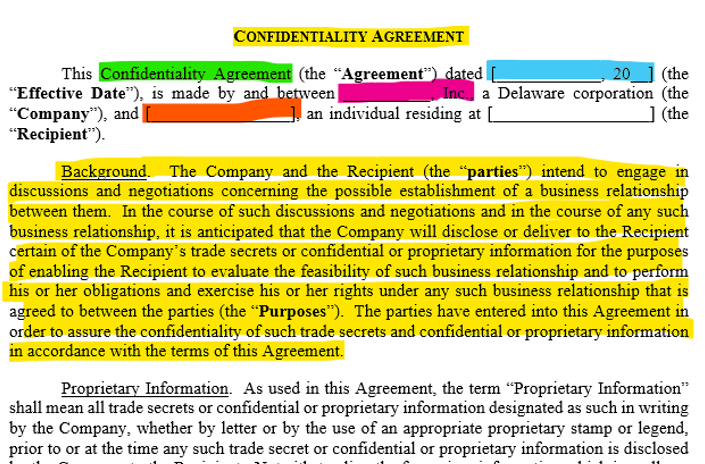 CONFIDENTIALITY AGREEMENT
This Confidentiality Agreement (the “Agreement”) dated [____________, 20__] (the
“Effective Date”), is made by and between __________, Inc., a Delaware corporation (the
“Company”), and [_________________], an individual residing at [__________________] (the
“Recipient”).
Background. The Company and the Recipient (the “parties”) intend to engage in
discussions and negotiations concerning the possible establishment of a business relationship
between them. In the course of such discussions and negotiations and in the course of any such
business relationship, it is anticipated that the Company will disclose or deliver to the Recipient
certain of the Company’s trade secrets or confidential or proprietary information for the purposes
of enabling the Recipient to evaluate the feasibility of such business relationship and to perform
his or her obligations and exercise his or her rights under any such business relationship that is
agreed to between the parties (the “Purposes”). The parties have entered into this Agreement in
order to assure the confidentiality of such trade secrets and confidential or proprietary information
in accordance with the terms of this Agreement.
Proprietary Information. As used in this Agreement, the term “Proprietary Information”
shall mean all trade secrets or confidential or proprietary information designated as such in writing
by the Company, whether by letter or by the use of an appropriate proprietary stamp or legend,
prior to or at the time any such trade secret or confidential or proprietary information is disclosed